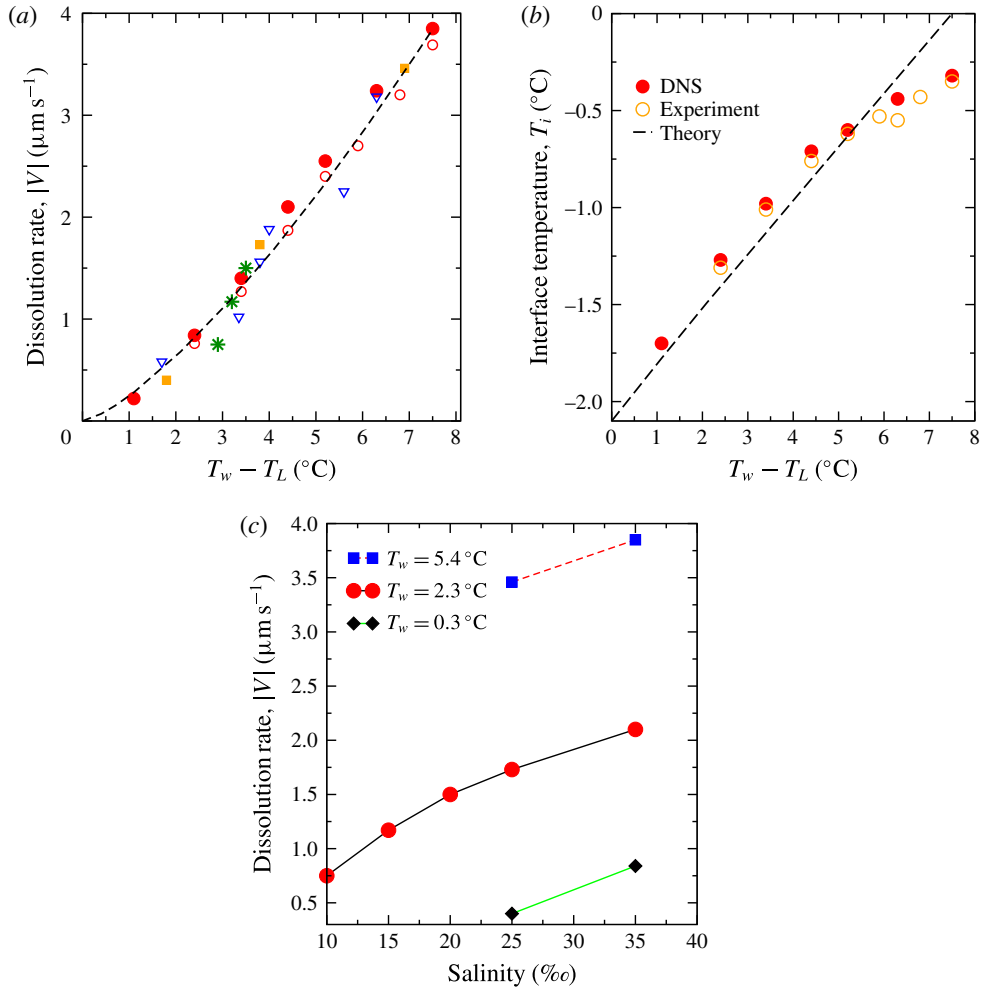 (a)
4
3
2
1
0
1
2
3
4
5
6
7
8
Dissolution rate, |V| (μm s⁻¹)
T_w − T_L (°C)
(b)
0
−0.5
−1.0
−1.5
−2.0
0
1
2
3
4
5
6
7
8
Interface temperature, T_i (°C)
DNS
Experiment
Theory
T_w − T_L (°C)
(c)
4.0
3.5
3.0
2.5
2.0
1.5
1.0
0.5
10
15
20
25
30
35
40
Dissolution rate, |V| (μm s⁻¹)
T_w = 5.4 °C
T_w = 2.3 °C
T_w = 0.3 °C
Salinity (‰)